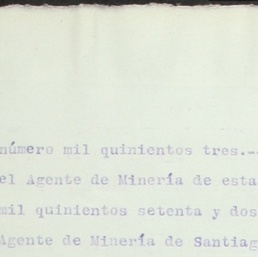 número mil quinientos tres.--
el Agente de Minería de esta
mil quinientos setenta y dos
Agente de Minería de Santiag